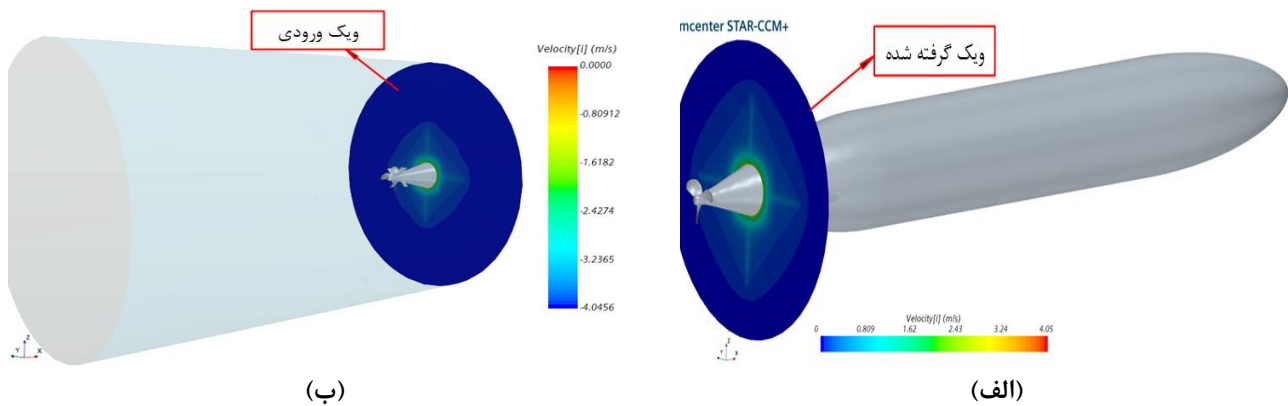 ویک ورودی
Velocity[i] (m/s)
0.0000
-0.80912
-1.6182
-2.4274
-3.2365
-4.0456
Z
Y
X
(ب)
mcenter STAR-CCM+
ویک گرفته شده
Velocity[i] (m/s)
0 0.809 1.62 2.43 3.24 4.05
Z
Y
X
(الف)